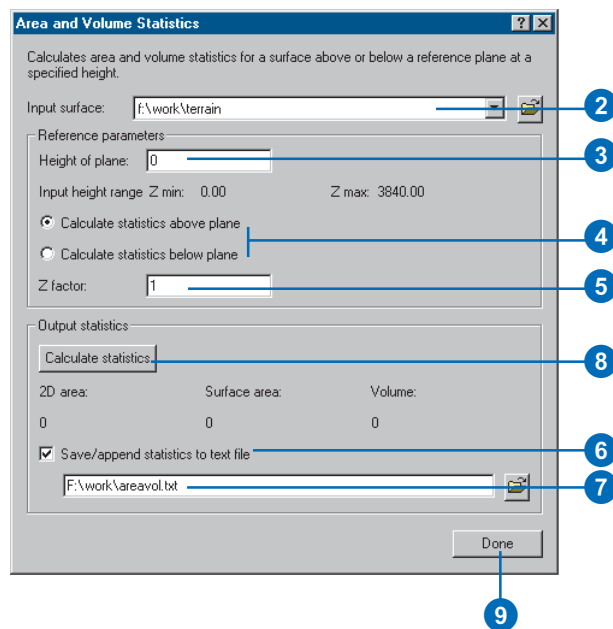 Area and Volume Statistics
Calculates area and volume statistics for a surface above or below a reference plane at a
specified height.
Input surface: f:\work\terrain
2
Reference parameters
Height of plane: 0
3
Input height range Z min: 0.00 Z max: 3840.00
Calculate statistics above plane
4
Calculate statistics below plane
Z factor: 1
5
Output statistics
Calculate statistics
8
2D area: Surface area: Volume:
0 0 0
Save/append statistics to text file
6
F:\work\areavol.txt
7
Done
9